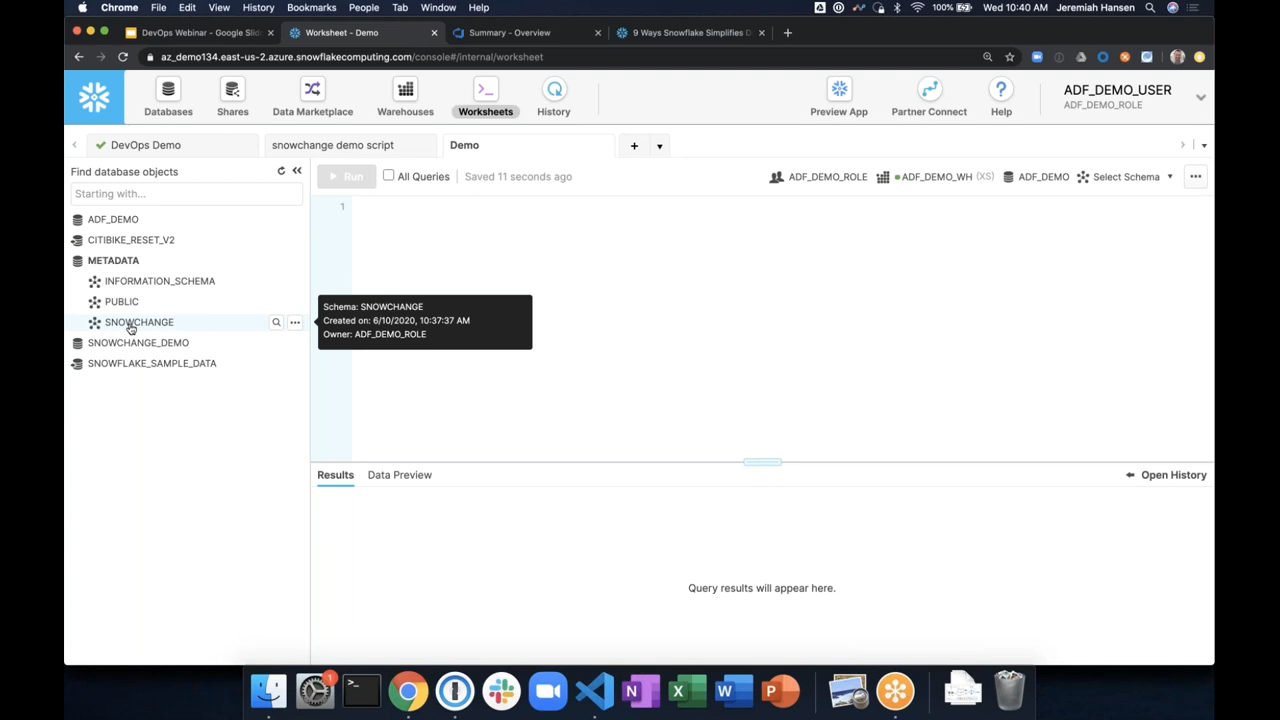 Chrome File Edit View History Bookmarks People Tab Window Help 100% Wed 10:40 AM Jeremiah Hansen
DevOps Webinar - Google Slid Worksheet - Demo Summary - Overview 9 Ways Snowflake Simplifies D
az_demo134.east-us-2.azure.snowflakecomputing.com/console#/internal/worksheet
Databases Shares Data Marketplace Warehouses Worksheets History Preview App Partner Connect Help
ADF_DEMO_USER
ADF_DEMO_ROLE
DevOps Demo snowchange demo script Demo
Find database objects
Run All Queries Saved 11 seconds ago ADF_DEMO_ROLE ADF_DEMO_WH (XS) ADF_DEMO Select Schema
Starting with...
1
ADF_DEMO
CITIBIKE_RESET_V2
METADATA
INFORMATION_SCHEMA
PUBLIC
SNOWCHANGE
SNOWCHANGE_DEMO
SNOWFLAKE_SAMPLE_DATA
Schema: SNOWCHANGE
Created on: 6/10/2020, 10:37:37 AM
Owner: ADF_DEMO_ROLE
Results Data Preview Open History
Query results will appear here.
1
N X W P